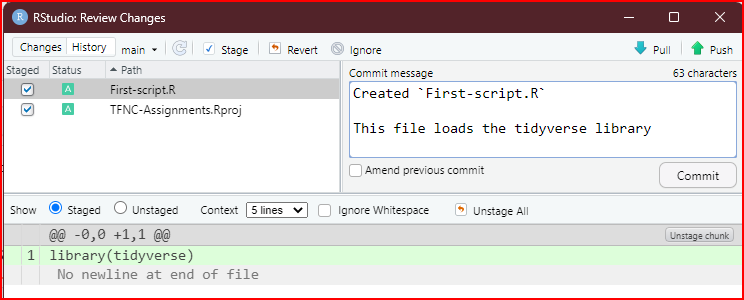 RStudio: Review Changes
Changes History main Stage Revert Ignore Pull Push
Staged Status Path
A First-script.R
A TFNC-Assignments.Rproj
Commit message 63 characters
Created `First-script.R`
This file loads the tidyverse library
Amend previous commit Commit
Show Staged Unstaged Context 5 lines Ignore Whitespace Unstage All
@@ -0,0 +1,1 @@ Unstage chunk
1 library(tidyverse)
No newline at end of file